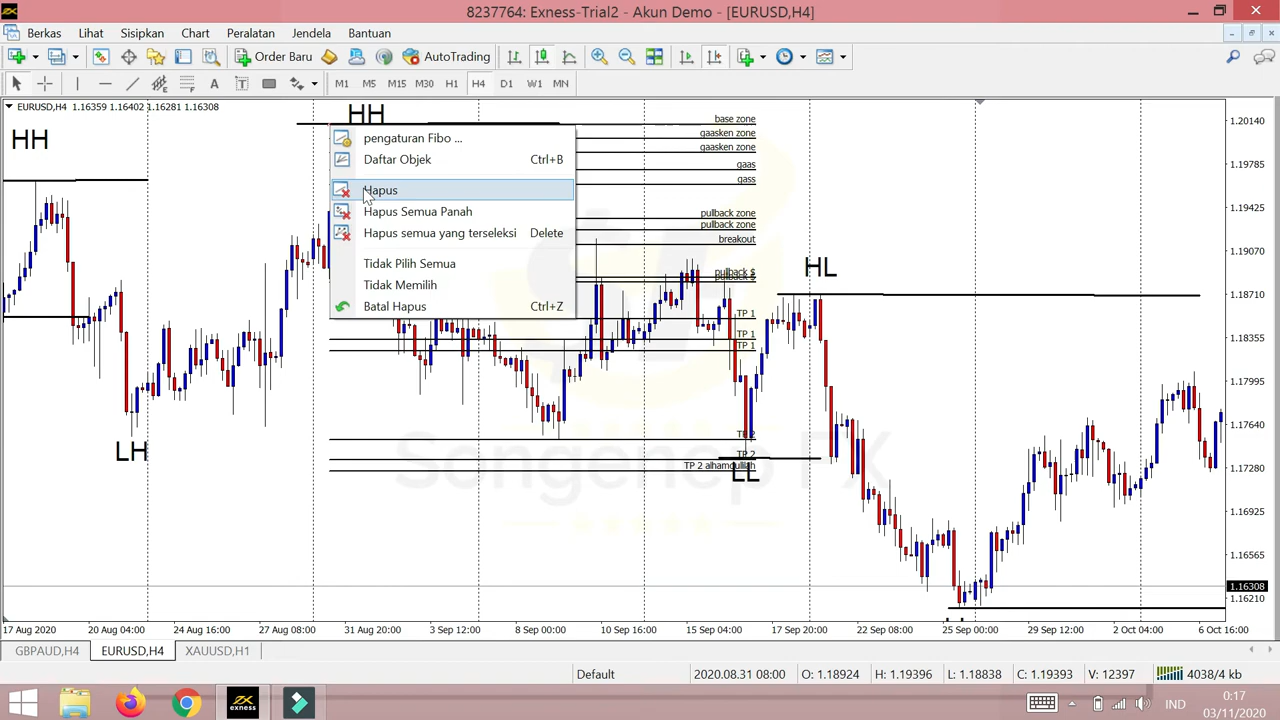 8237764: Exness-Trial2 - Akun Demo - [EURUSD,H4]
Berkas Lihat Sisipkan Chart Peralatan Jendela Bantuan
Order Baru AutoTrading
A T M1 M5 M15 M30 H1 H4 D1 W1 MN
EURUSD,H4 1.16359 1.16402 1.16281 1.16308
HH
HH
pengaturan Fibo ...
Daftar Objek Ctrl+B
Hapus
Hapus Semua Panah
Hapus semua yang terseleksi Delete
Tidak Pilih Semua
Tidak Memilih
Batal Hapus Ctrl+Z
base zone
gaasken zone
gaasken zone
gaas
gass
pullback zone
pullback zone
breakout
pullback $
pullback $
TP 1
TP 1
TP 1
TP 2
TP 2
TP 2 alhamdulilah
HL
LH
LL
Songenep FX
1.20140
1.19785
1.19425
1.19070
1.18710
1.18355
1.17995
1.17640
1.17280
1.16925
1.16565
1.16308
1.16210
17 Aug 2020 20 Aug 04:00 24 Aug 16:00 27 Aug 08:00 31 Aug 20:00 3 Sep 12:00 8 Sep 00:00 10 Sep 16:00 15 Sep 04:00 17 Sep 20:00 22 Sep 08:00 25 Sep 00:00 29 Sep 12:00 2 Oct 04:00 6 Oct 16:00
GBPAUD,H4 EURUSD,H4 XAUUSD,H1
Default 2020.08.31 08:00 O: 1.18924 H: 1.19396 L: 1.18838 C: 1.19393 V: 12397 4038/4 kb
exness
IND
0:17
03/11/2020